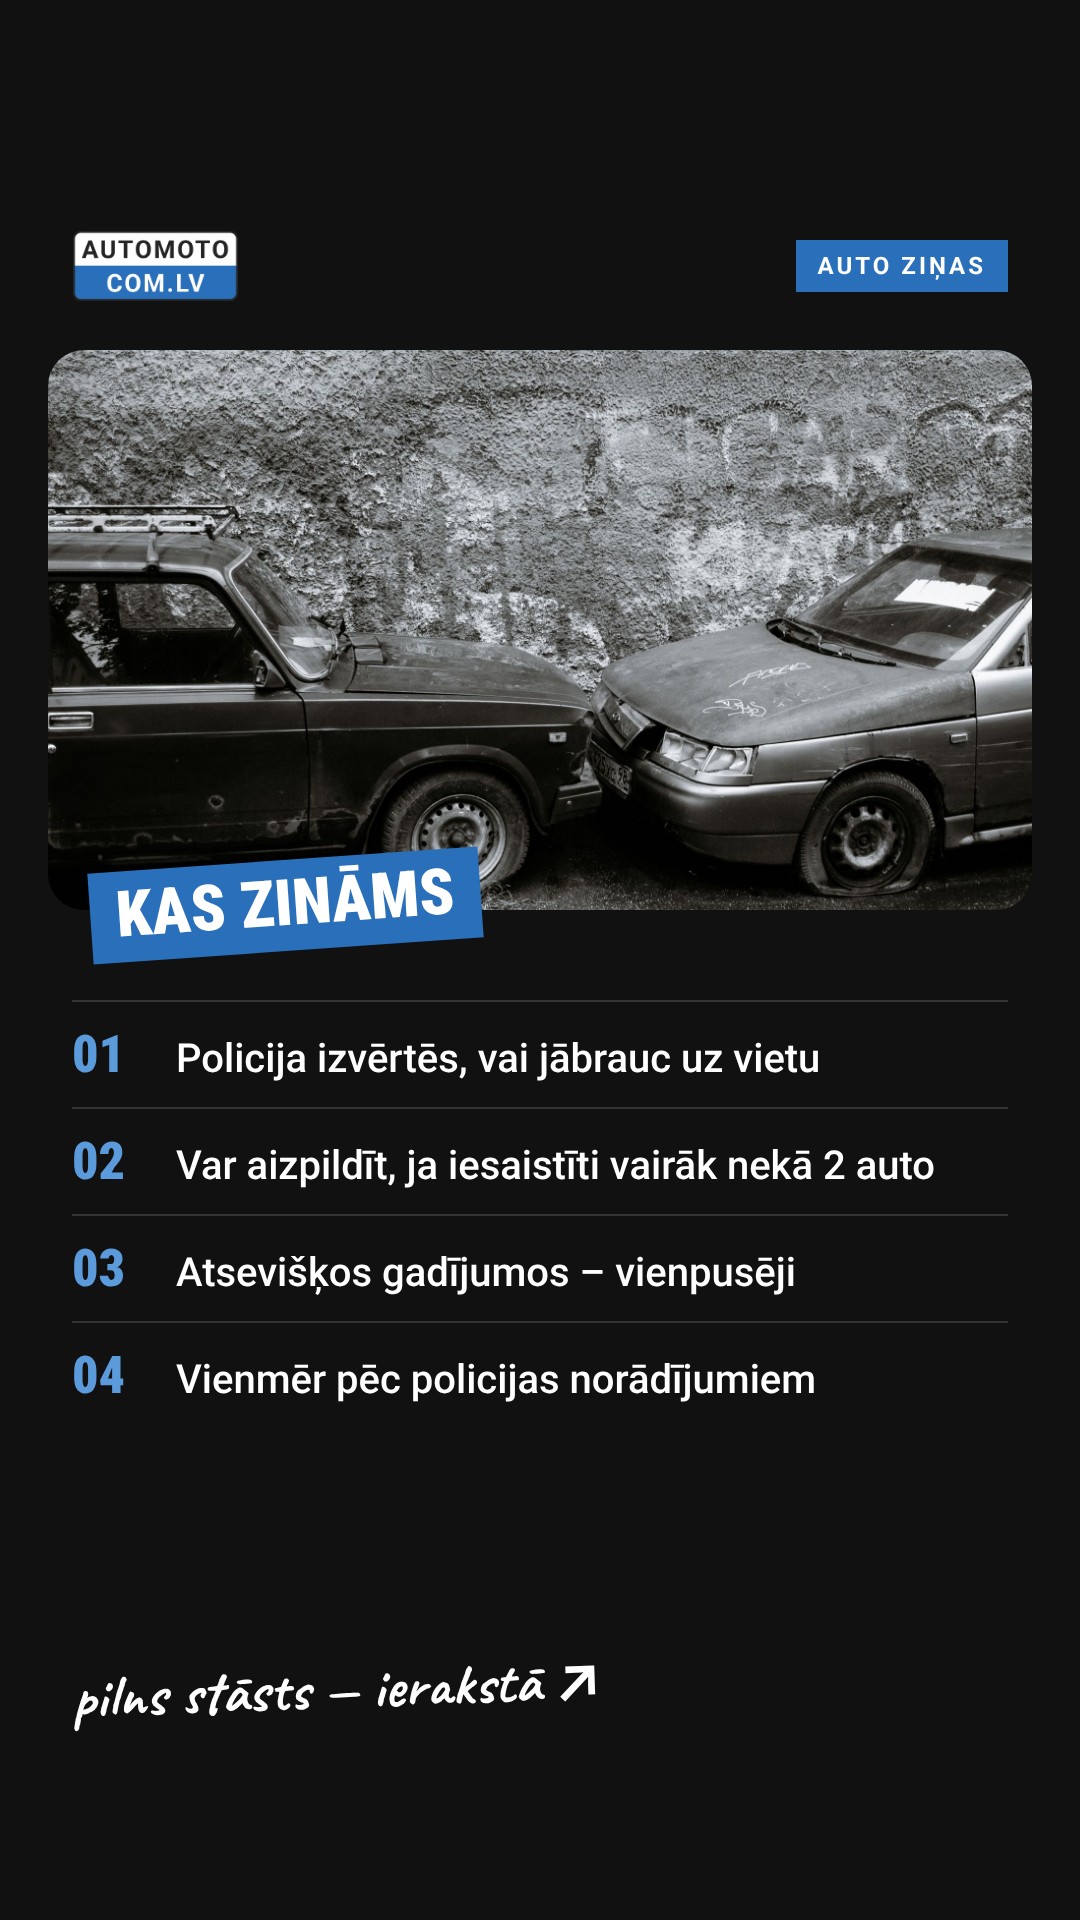 AUTOMOTO
COM.LV
AUTO ZIŅAS
KAS ZINĀMS
01 Policija izvērtēs, vai jābrauc uz vietu
02 Var aizpildīt, ja iesaistīti vairāk nekā 2 auto
03 Atsevišķos gadījumos – vienpusēji
04 Vienmēr pēc policijas norādījumiem
pilns stāsts — ierakstā ↗